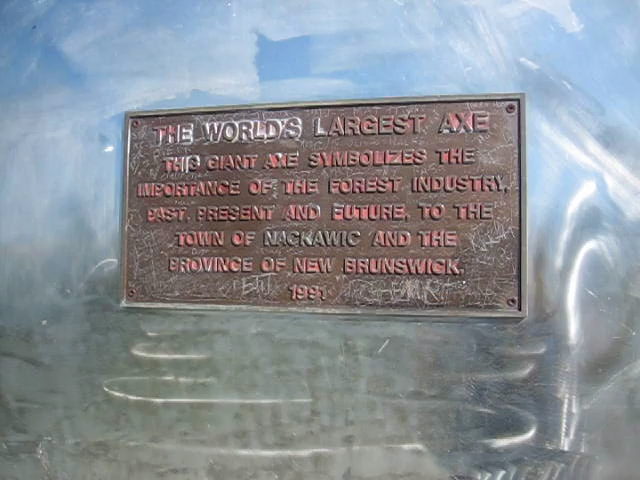 THE WORLD'S LARGEST AXE
THIS GIANT AXE SYMBOLIZES THE
IMPORTANCE OF THE FOREST INDUSTRY,
PAST, PRESENT AND FUTURE, TO THE
TOWN OF NACKAWIC AND THE
PROVINCE OF NEW BRUNSWICK.
1991